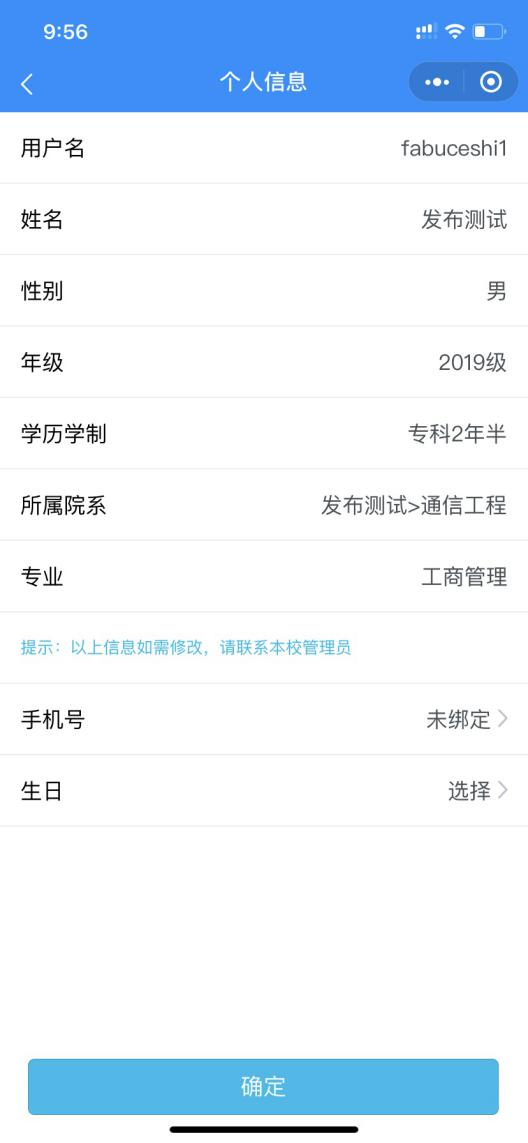 9:56
个人信息
用户名 fabuceshi1
姓名 发布测试
性别 男
年级 2019级
学历学制 专科2年半
所属院系 发布测试>通信工程
专业 工商管理
提示：以上信息如需修改，请联系本校管理员
手机号 未绑定
生日 选择
确定